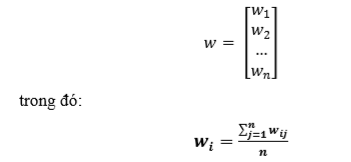 w = [w₁
w₂
...
wₙ]
trong đó:
wᵢ = ∑ⁿⱼ₌₁ wᵢⱼ / n